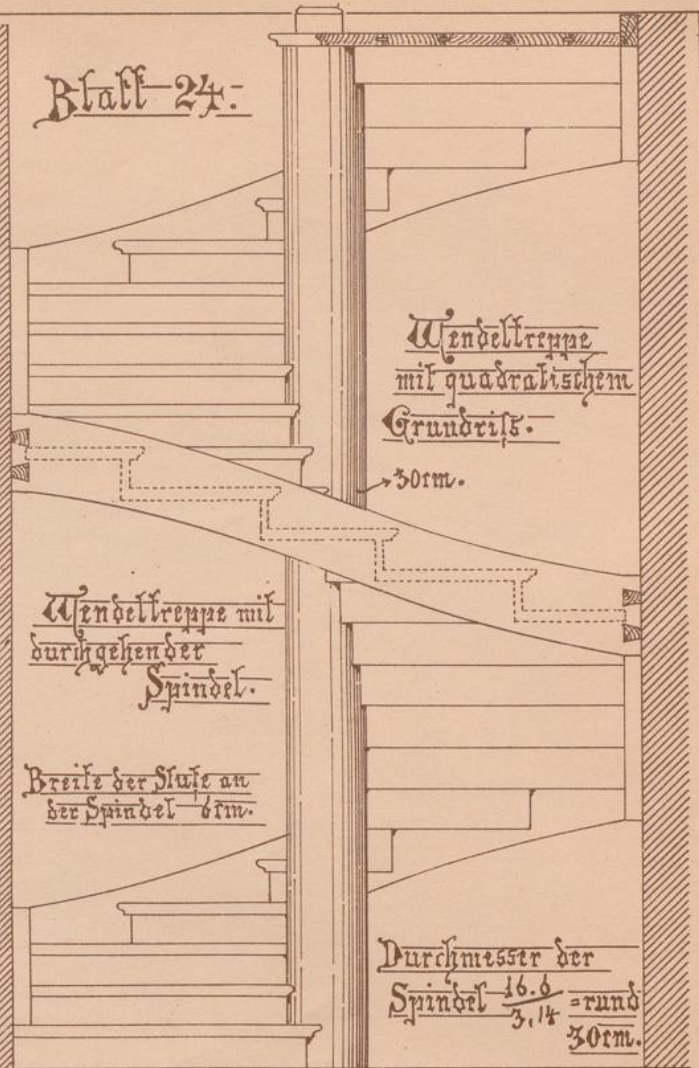 Blatt 24.
Wendeltreppe
mit quadratischem
Grundriſs.
30cm.
Wendeltreppe mit
durchgehender
Spindel.
Breite der Stufe an
der Spindel 6cm.
Durchmesser der
Spindel 16.6/3,14 = rund
30cm.